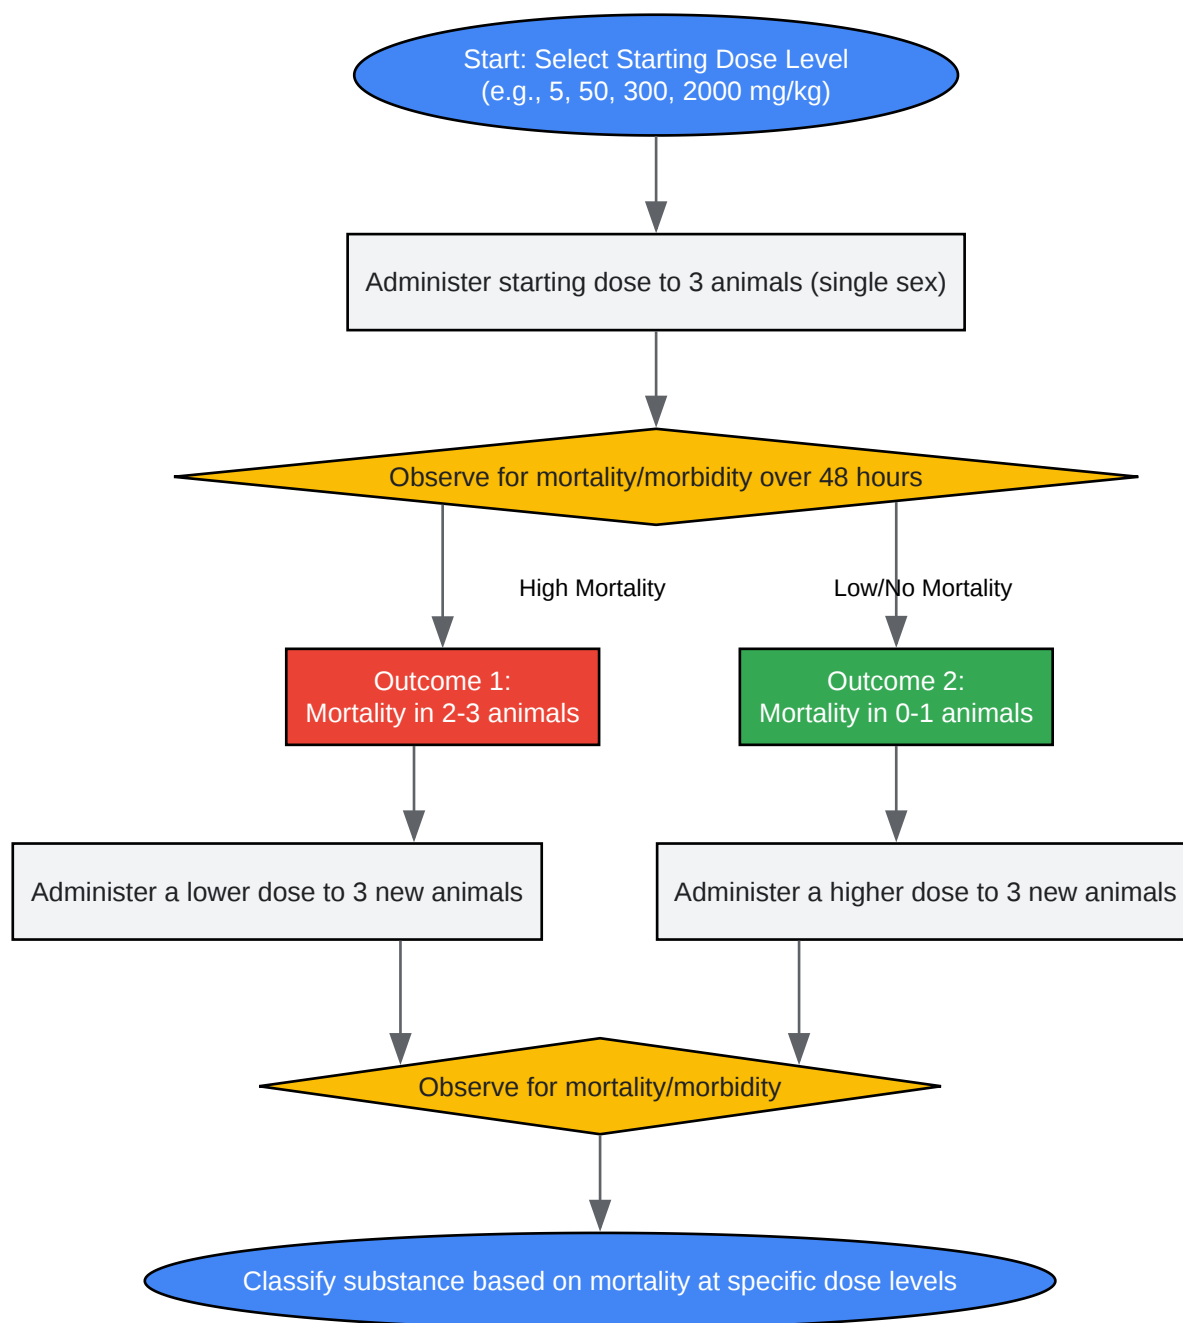 Start: Select Starting Dose Level
(e.g., 5, 50, 300, 2000 mg/kg)
Administer starting dose to 3 animals (single sex)
Observe for mortality/morbidity over 48 hours
High Mortality
Low/No Mortality
Outcome 1:
Mortality in 2-3 animals
Outcome 2:
Mortality in 0-1 animals
Administer a lower dose to 3 new animals
Administer a higher dose to 3 new animals
Observe for mortality/morbidity
Classify substance based on mortality at specific dose levels